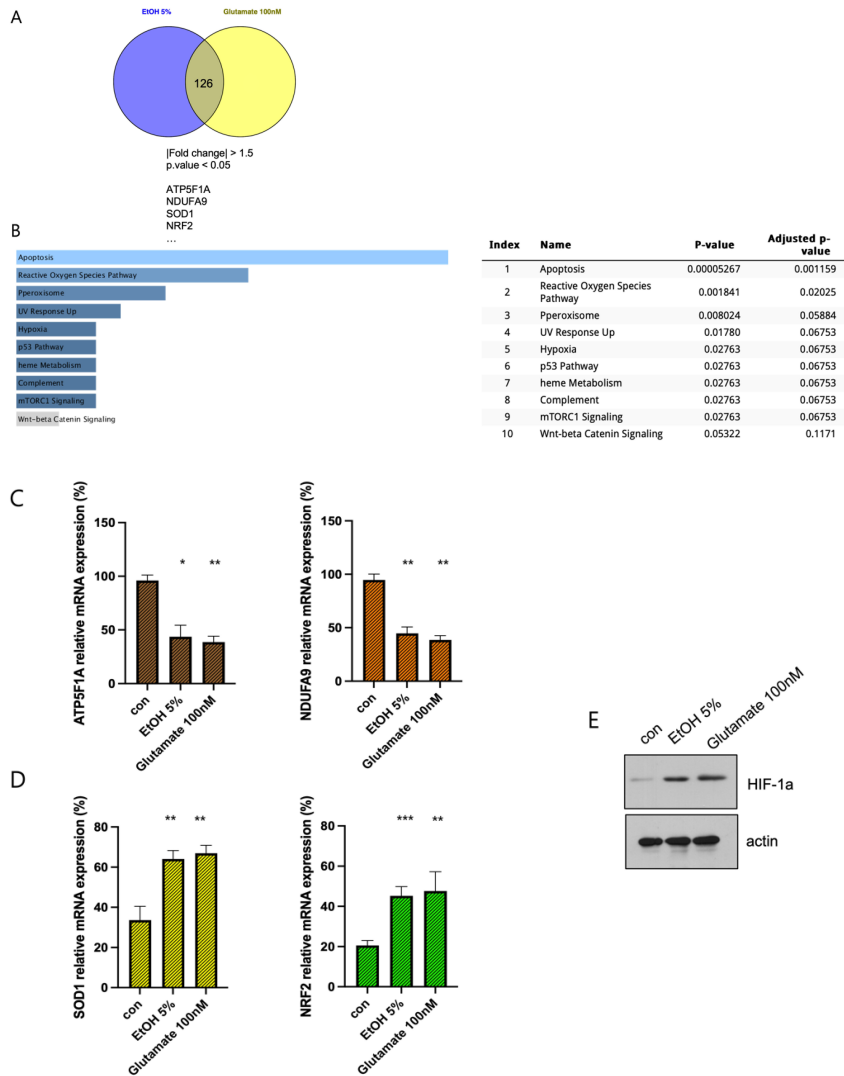 A
EtOH 5%
Glutamate 100nM
126
|Fold change| > 1.5
p.value < 0.05
ATP5F1A
NDUFA9
SOD1
NRF2
...
B
Apoptosis
Reactive Oxygen Species Pathway
Pperoxisome
UV Response Up
Hypoxia
p53 Pathway
heme Metabolism
Complement
mTORC1 Signaling
Wnt-beta Catenin Signaling
Index Name P-value Adjusted p-value
1 Apoptosis 0.00005267 0.001159
2 Reactive Oxygen Species Pathway 0.001841 0.02025
3 Pperoxisome 0.008024 0.05884
4 UV Response Up 0.01780 0.06753
5 Hypoxia 0.02763 0.06753
6 p53 Pathway 0.02763 0.06753
7 heme Metabolism 0.02763 0.06753
8 Complement 0.02763 0.06753
9 mTORC1 Signaling 0.02763 0.06753
10 Wnt-beta Catenin Signaling 0.05322 0.1171
C
ATP5F1A relative mRNA expression (%)
150
100
50
0
*
**
con
EtOH 5%
Glutamate 100nM
NDUFA9 relative mRNA expression (%)
150
100
50
0
**
**
con
EtOH 5%
Glutamate 100nM
D
SOD1 relative mRNA expression (%)
80
60
40
20
0
**
**
con
EtOH 5%
Glutamate 100nM
NRF2 relative mRNA expression (%)
80
60
40
20
0
***
**
con
EtOH 5%
Glutamate 100nM
E
con
EtOH 5%
Glutamate 100nM
HIF-1a
actin